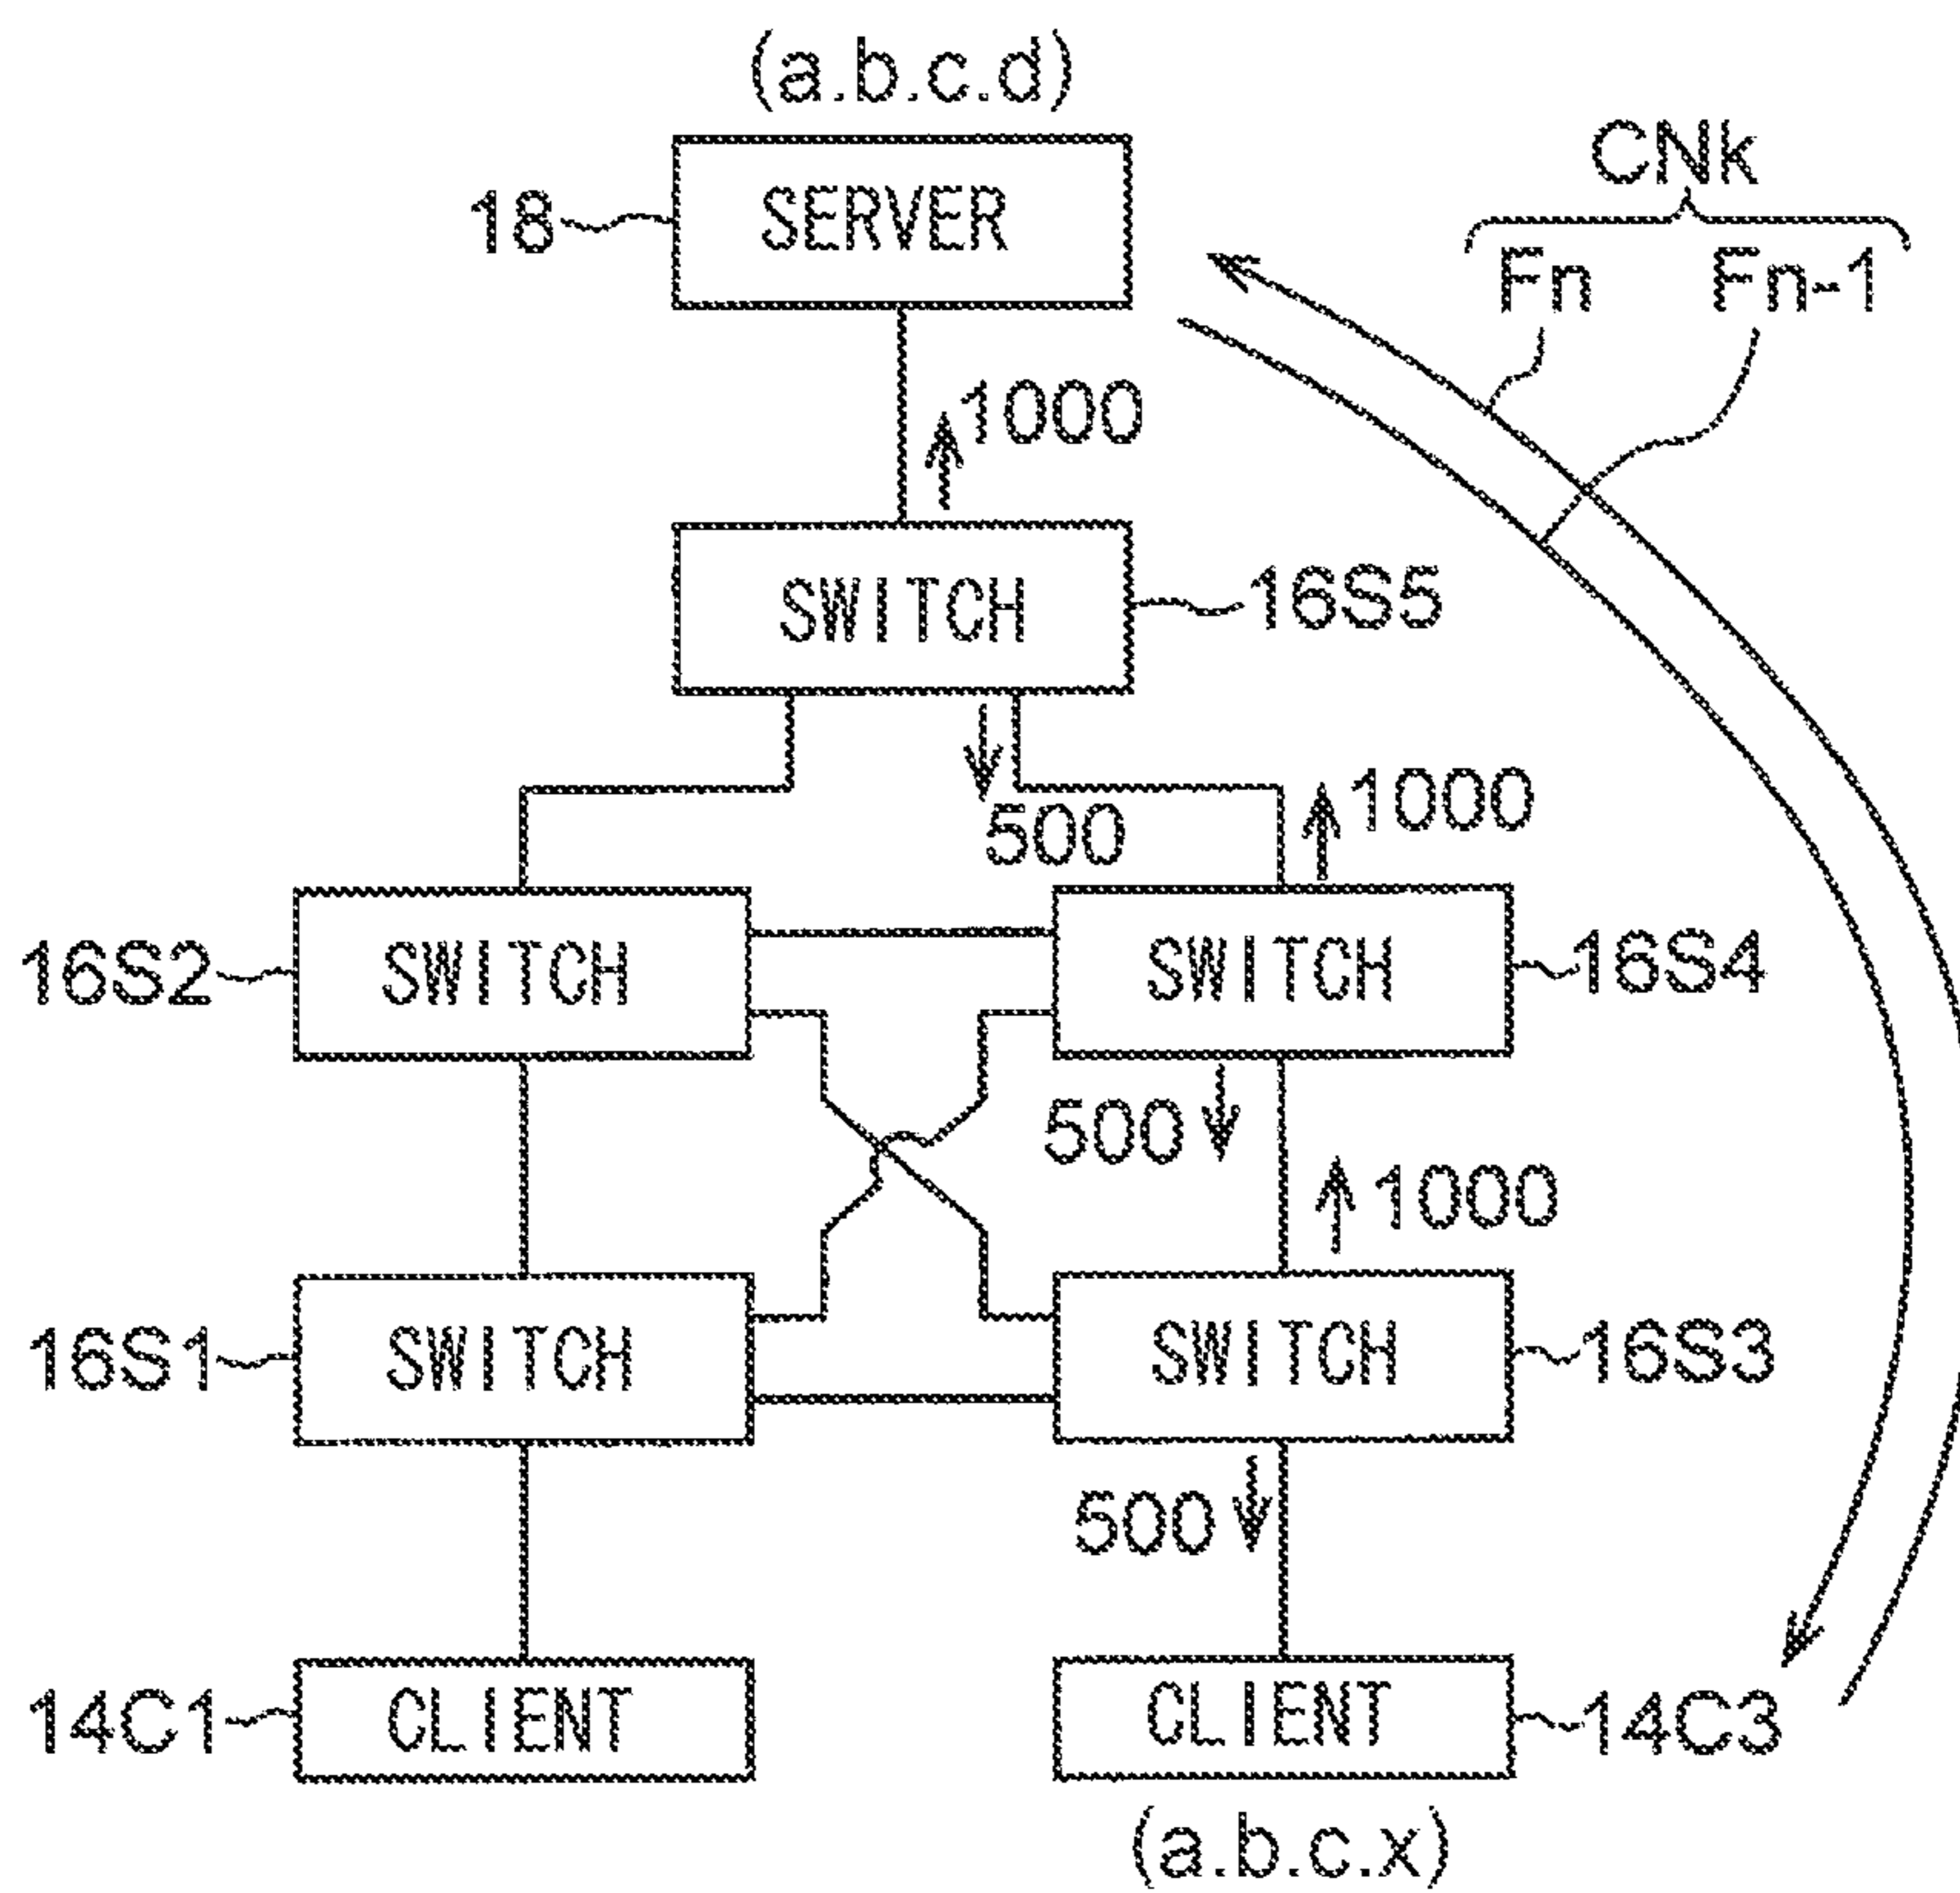 (a.b.c.d)
CNk
Fn Fn-1
18 SERVER
1000
SWITCH 16S5
500
1000
16S2 SWITCH SWITCH 16S4
500
1000
16S1 SWITCH SWITCH 16S3
500
14C1 CLIENT CLIENT 14C3
(a.b.c.x)